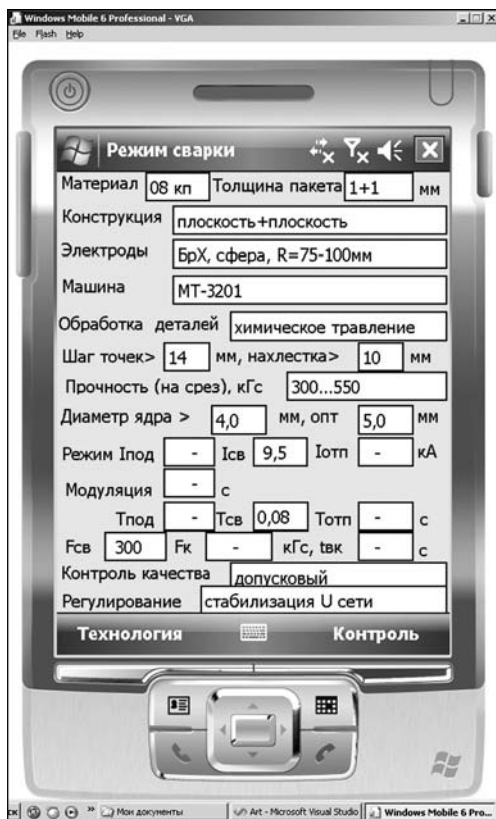 Windows Mobile 6 Professional - VGA
File Flash Help
Режим сварки
Материал 08 кп Толщина пакета 1+1 мм
Конструкция плоскость+плоскость
Электроды БрХ, сфера, R=75-100мм
Машина МТ-3201
Обработка деталей химическое травление
Шаг точек> 14 мм, нахлестка> 10 мм
Прочность (на срез), кГс 300...550
Диаметр ядра > 4,0 мм, опт 5,0 мм
Режим Iпод - Iсв 9,5 Iотп - кА
Модуляция - с
Тпод - Тсв 0,08 Тотп - с
Fсв 300 Fк - кГс, tвк - с
Контроль качества допусковый
Регулирование стабилизация U сети
Технология Контроль
ск » Мои документы Art - Microsoft Visual Studio Windows Mobile 6 Pro...